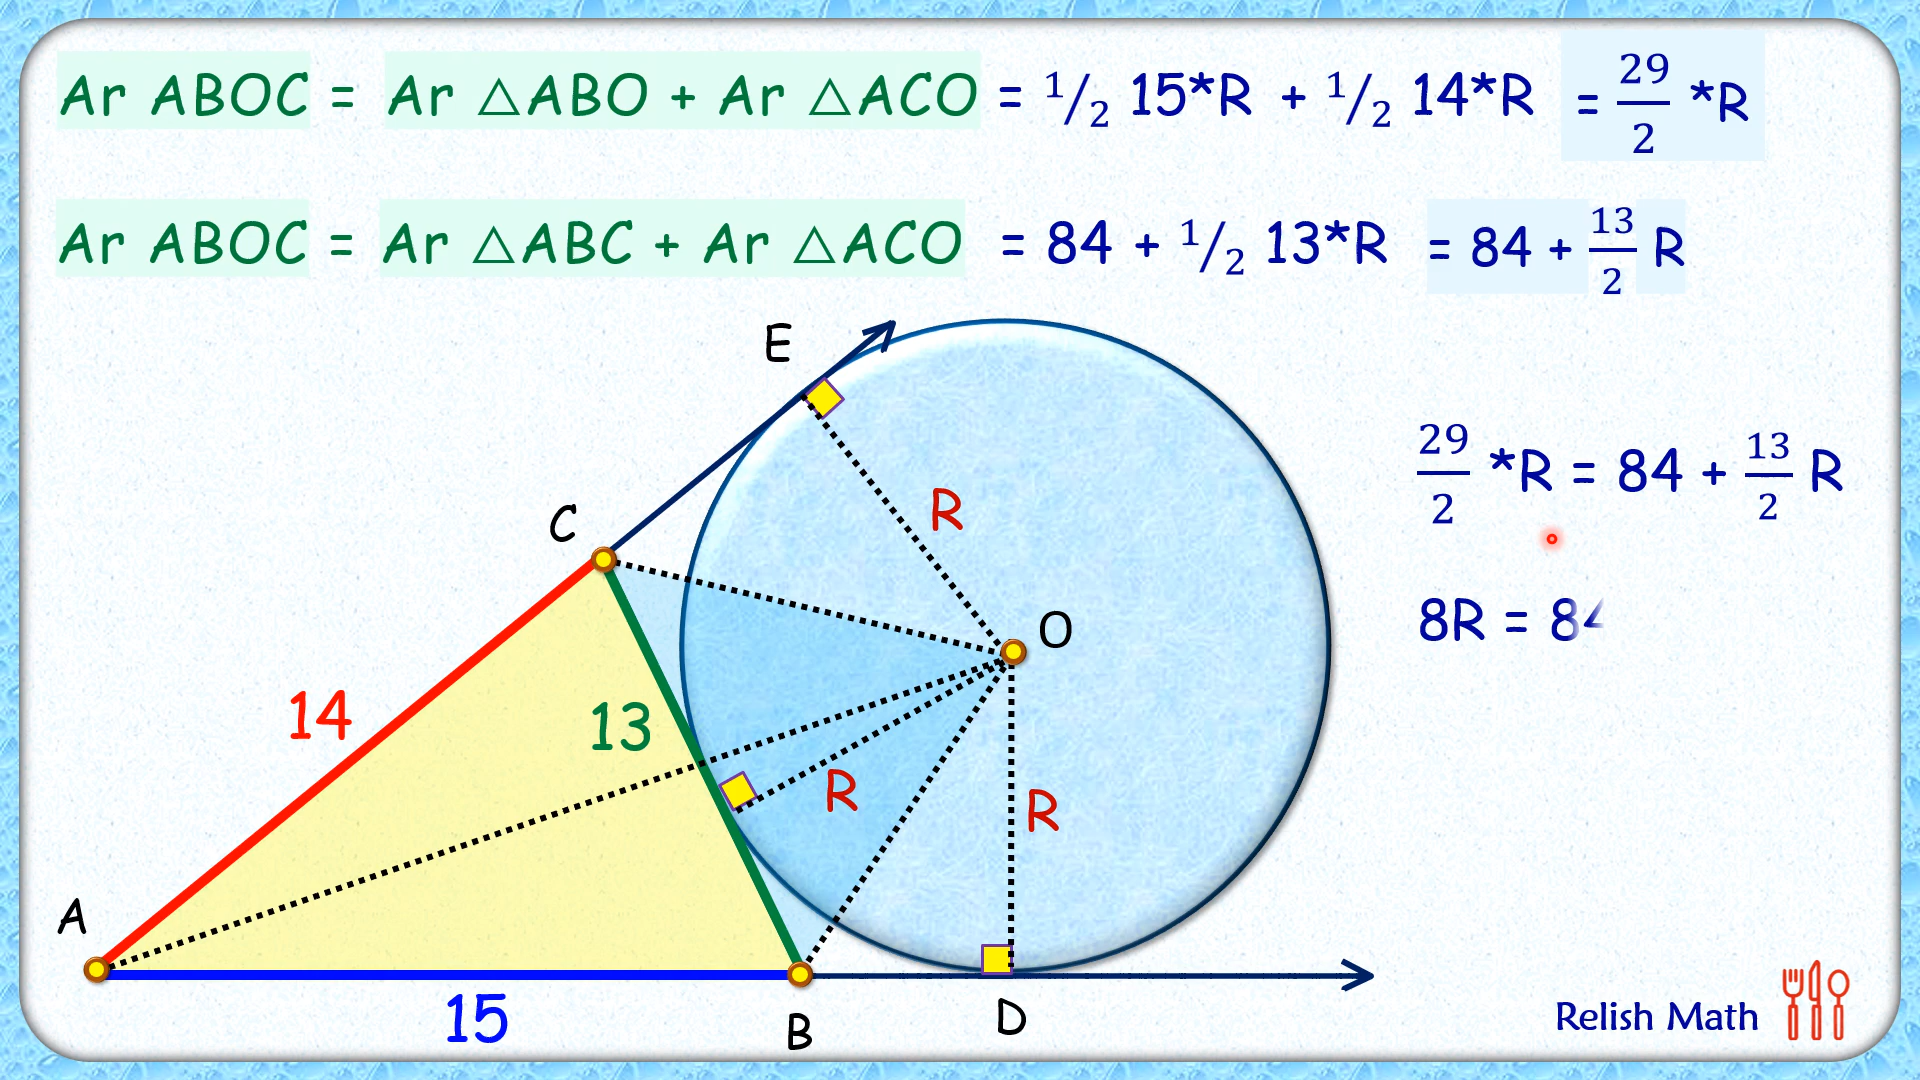 Ar ABOC = Ar △ABO + Ar △ACO = 1/2 15*R + 1/2 14*R = 29/2 *R
Ar ABOC = Ar △ABC + Ar △ACO = 84 + 1/2 13*R = 84 + 13/2 R
E
29/2 *R = 84 + 13/2 R
C
R
8R = 84
O
14
13
R
R
A
15
B
D
Relish Math